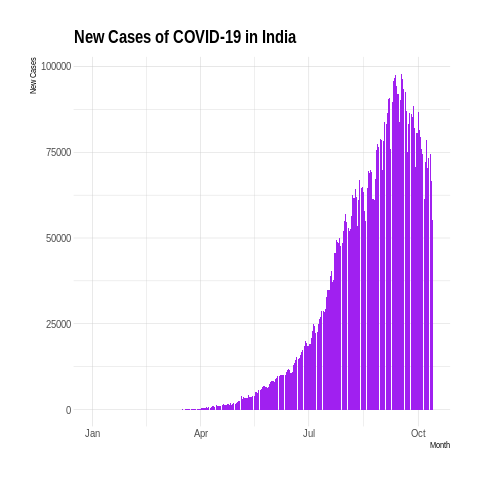 New Cases of COVID-19 in India
New Cases
100000
75000
50000
25000
0
Jan Apr Jul Oct
Month